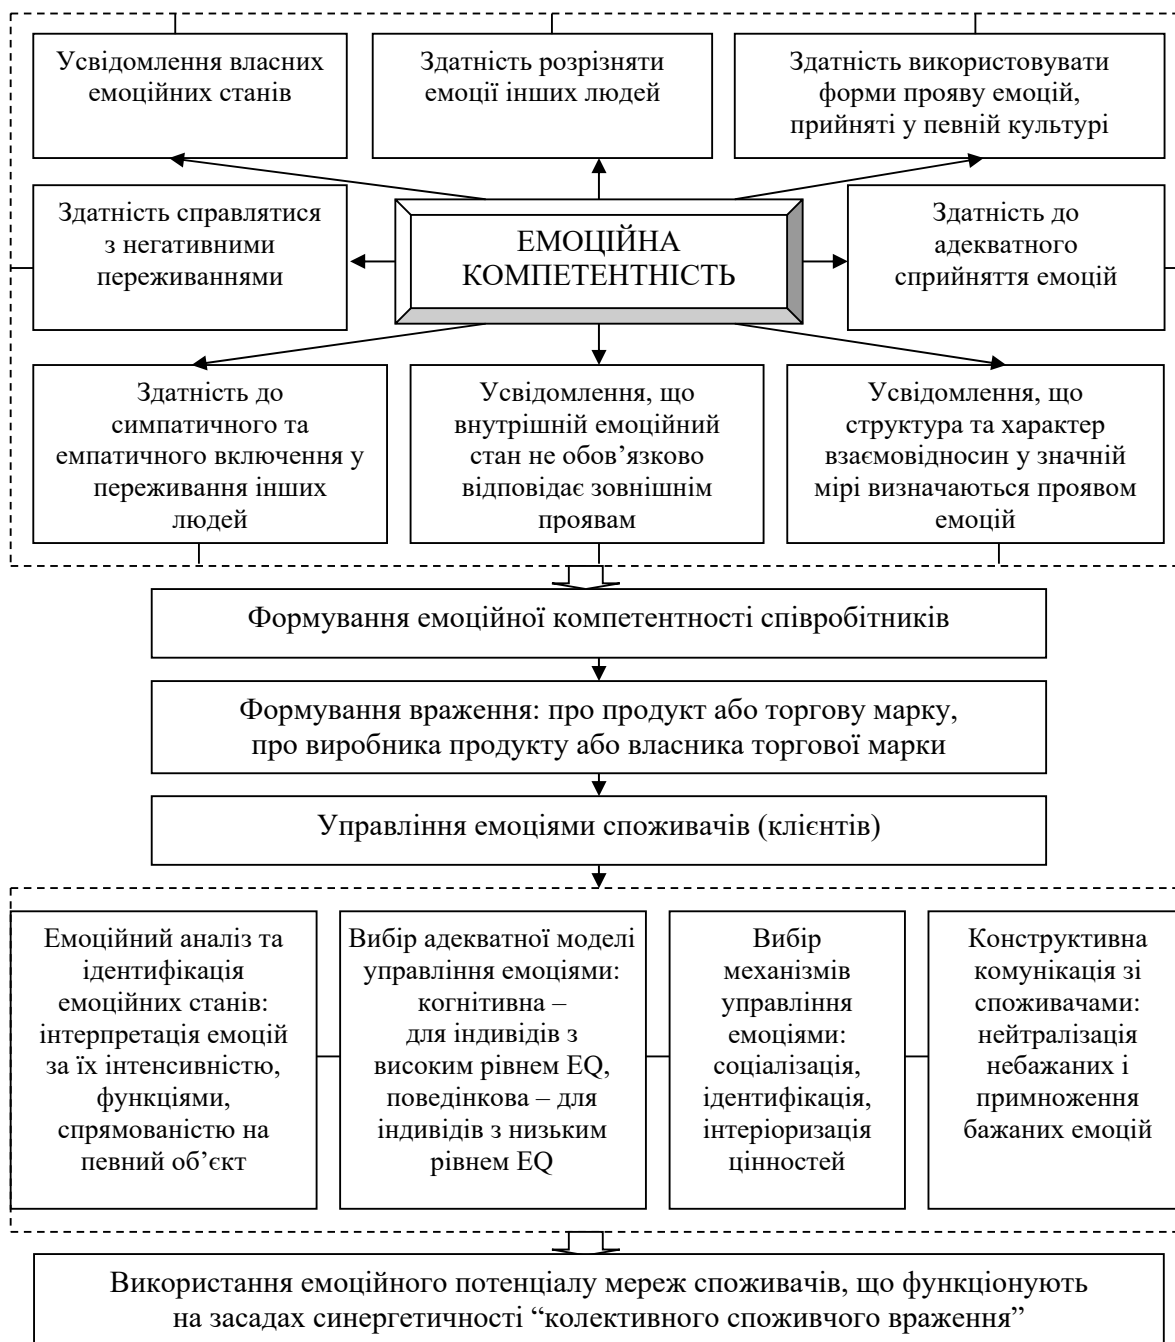 Усвідомлення власних
емоційних станів
Здатність розрізняти
емоції інших людей
Здатність використовувати
форми прояву емоцій,
прийняті у певній культурі
Здатність справлятися
з негативними
переживаннями
ЕМОЦІЙНА
КОМПЕТЕНТНІСТЬ
Здатність до
адекватного
сприйняття емоцій
Здатність до
симпатичного та
емпатичного включення у
переживання інших
людей
Усвідомлення, що
внутрішній емоційний
стан не обов’язково
відповідає зовнішнім
проявам
Усвідомлення, що
структура та характер
взаємовідносин у значній
мірі визначаються проявом
емоцій
Формування емоційної компетентності співробітників
Формування враження: про продукт або торгову марку,
про виробника продукту або власника торгової марки
Управління емоціями споживачів (клієнтів)
Емоційний аналіз та
ідентифікація
емоційних станів:
інтерпретація емоцій
за їх інтенсивністю,
функціями,
спрямованістю на
певний об’єкт
Вибір адекватної моделі
управління емоціями:
когнітивна –
для індивідів з
високим рівнем EQ,
поведінкова – для
індивідів з низьким
рівнем EQ
Вибір
механізмів
управління
емоціями:
соціалізація,
ідентифікація,
інтеріоризація
цінностей
Конструктивна
комунікація зі
споживачами:
нейтралізація
небажаних і
примноження
бажаних емоцій
Використання емоційного потенціалу мереж споживачів, що функціонують
на засадах синергетичності “колективного споживчого враження”